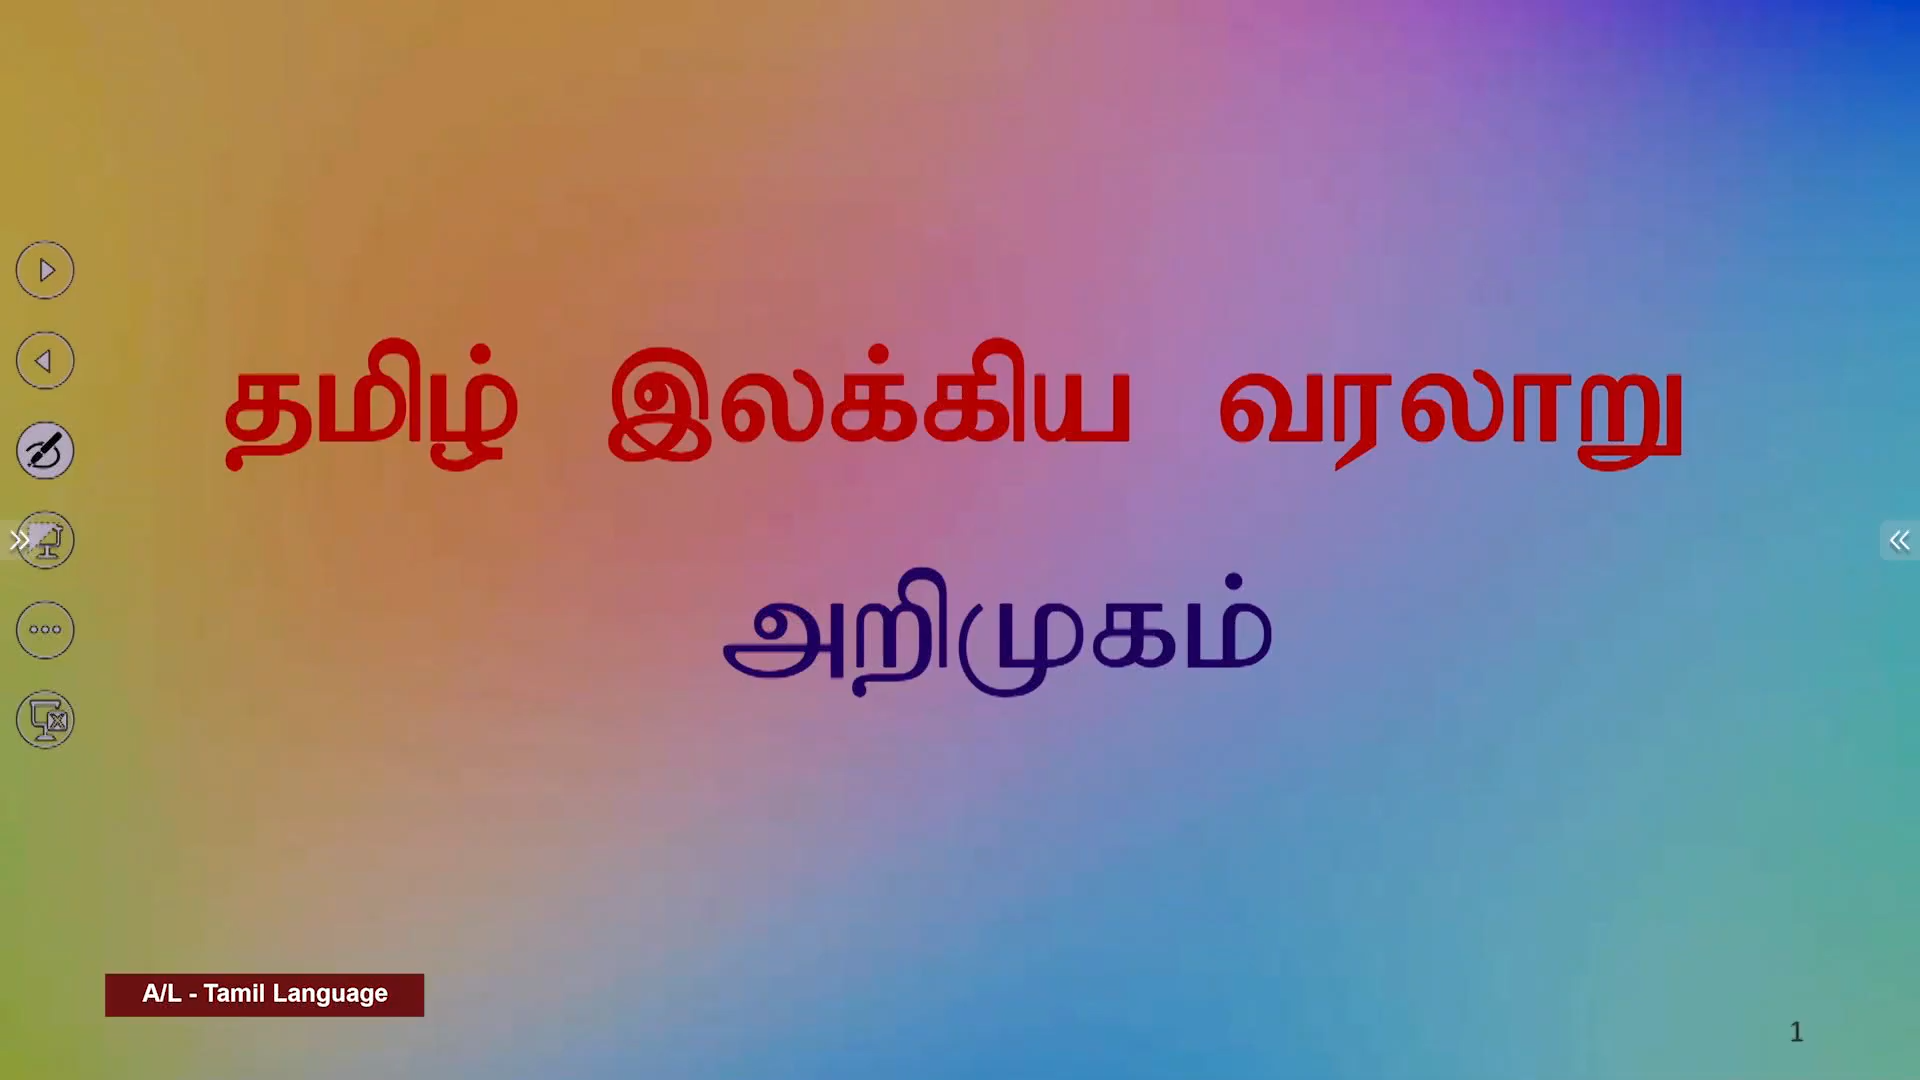 தமிழ் இலக்கிய வரலாறு
அறிமுகம்
A/L - Tamil Language
1